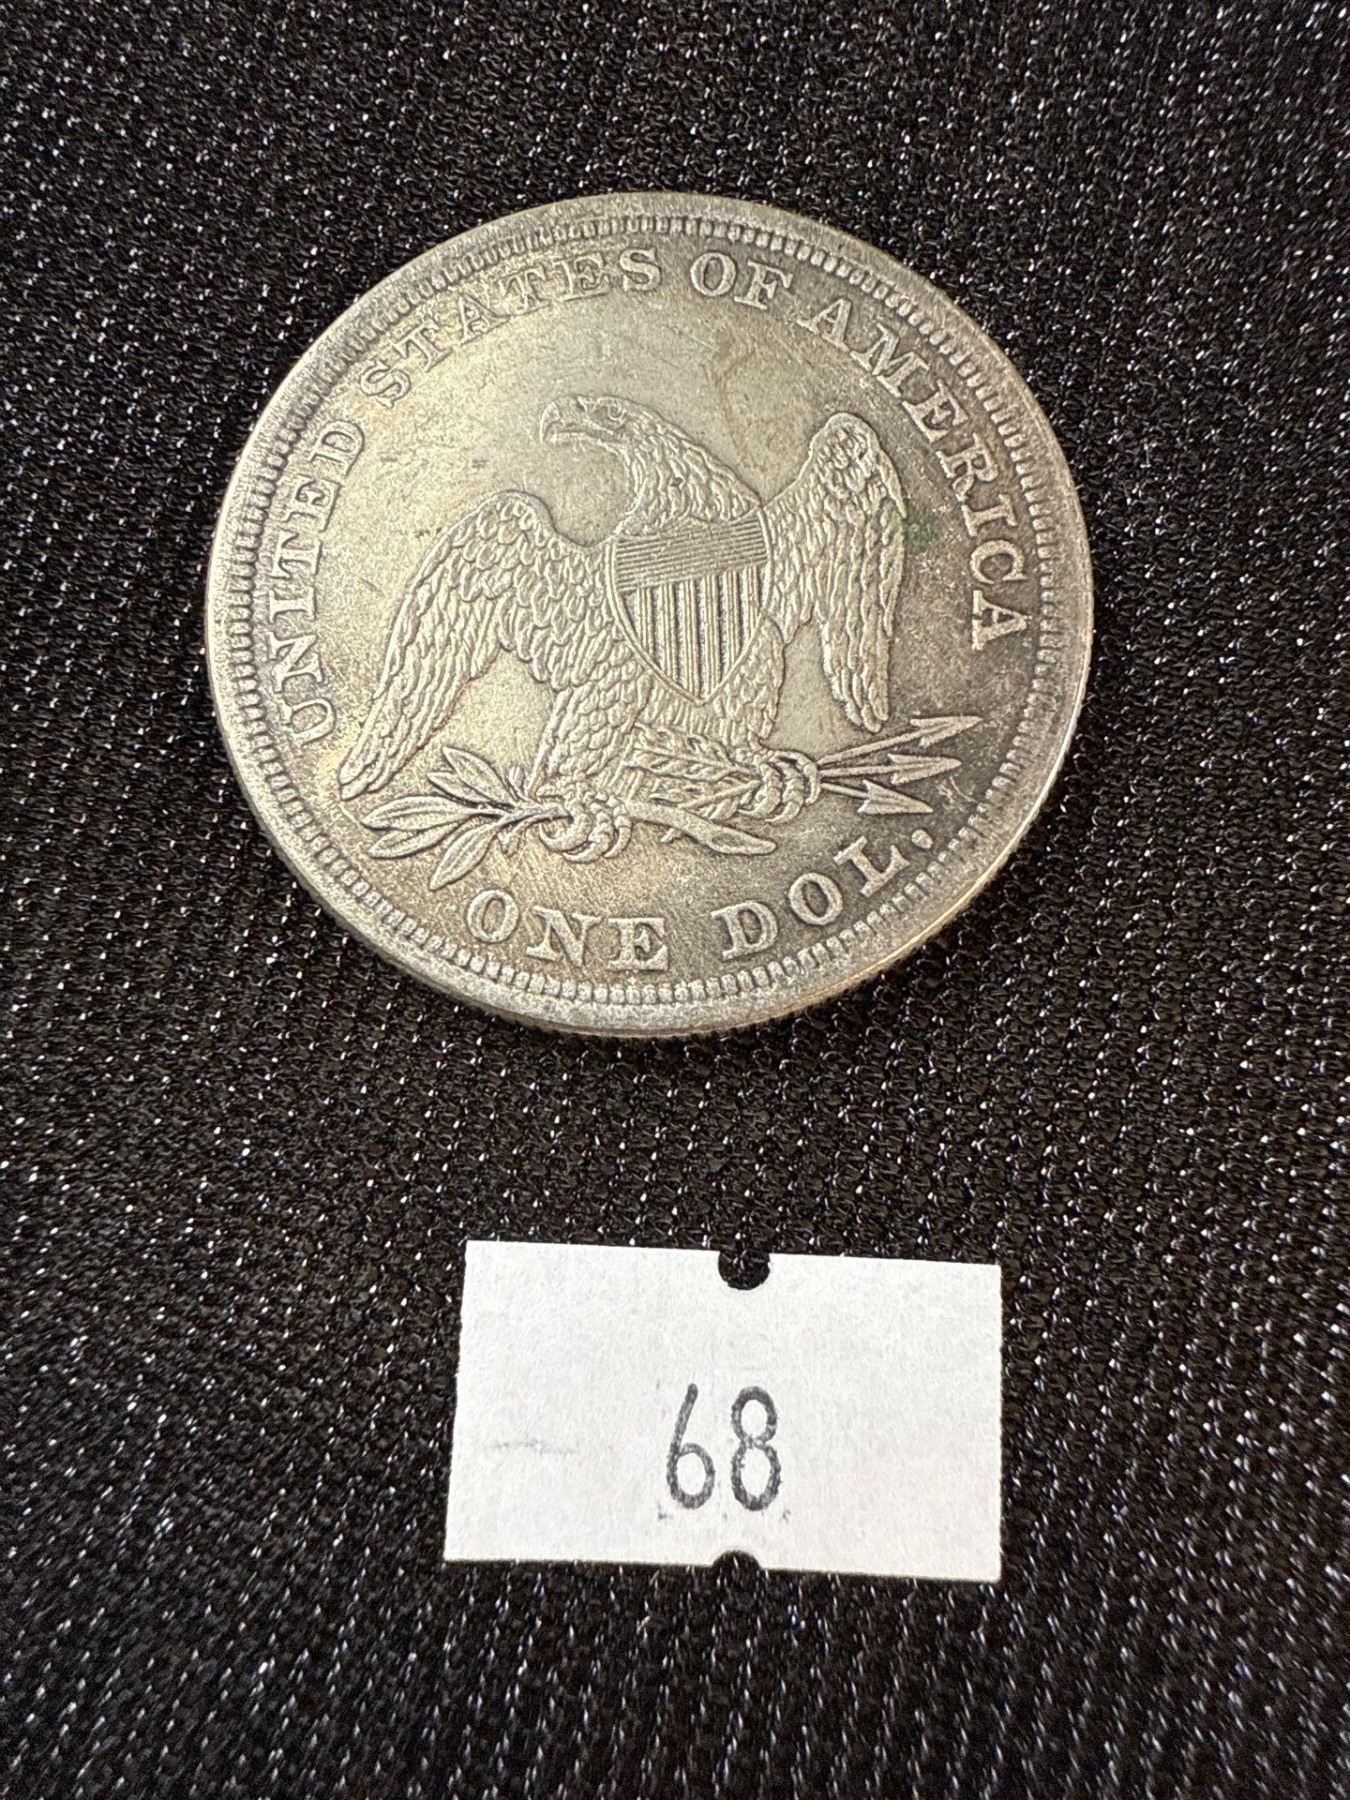 UNITED STATES OF AMERICA
ONE DOL.
68